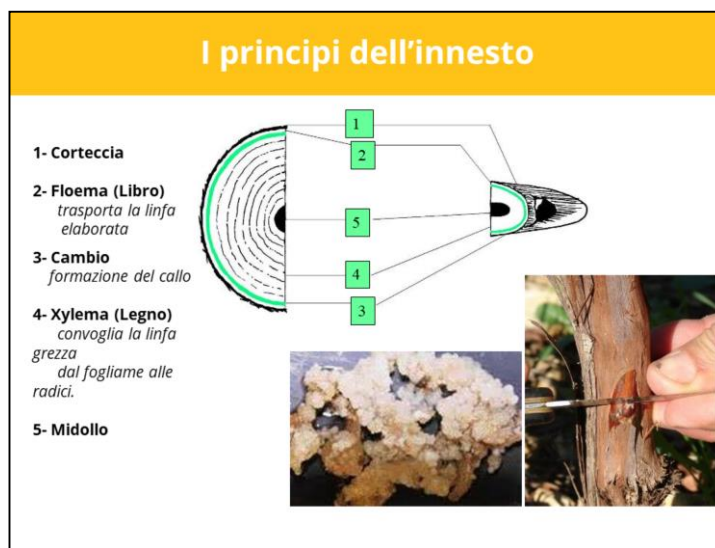 I principi dell'innesto
1- Corteccia
2- Floema (Libro)
trasporta la linfa
elaborata
3- Cambio
formazione del callo
4- Xylema (Legno)
convoglia la linfa
grezza
dal fogliame alle
radici.
5- Midollo
1
2
5
4
3